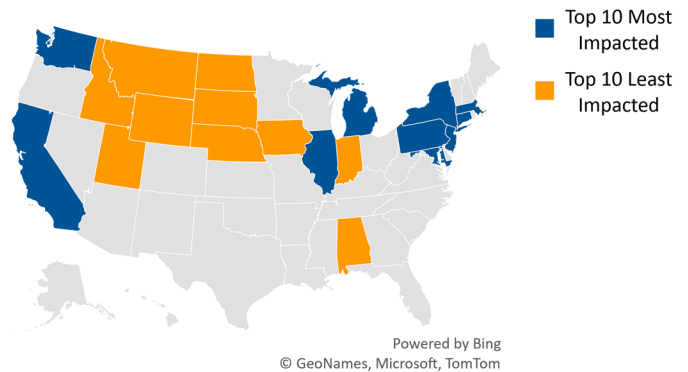 Top 10 Most
Impacted
Top 10 Least
Impacted
Powered by Bing
© GeoNames, Microsoft, TomTom